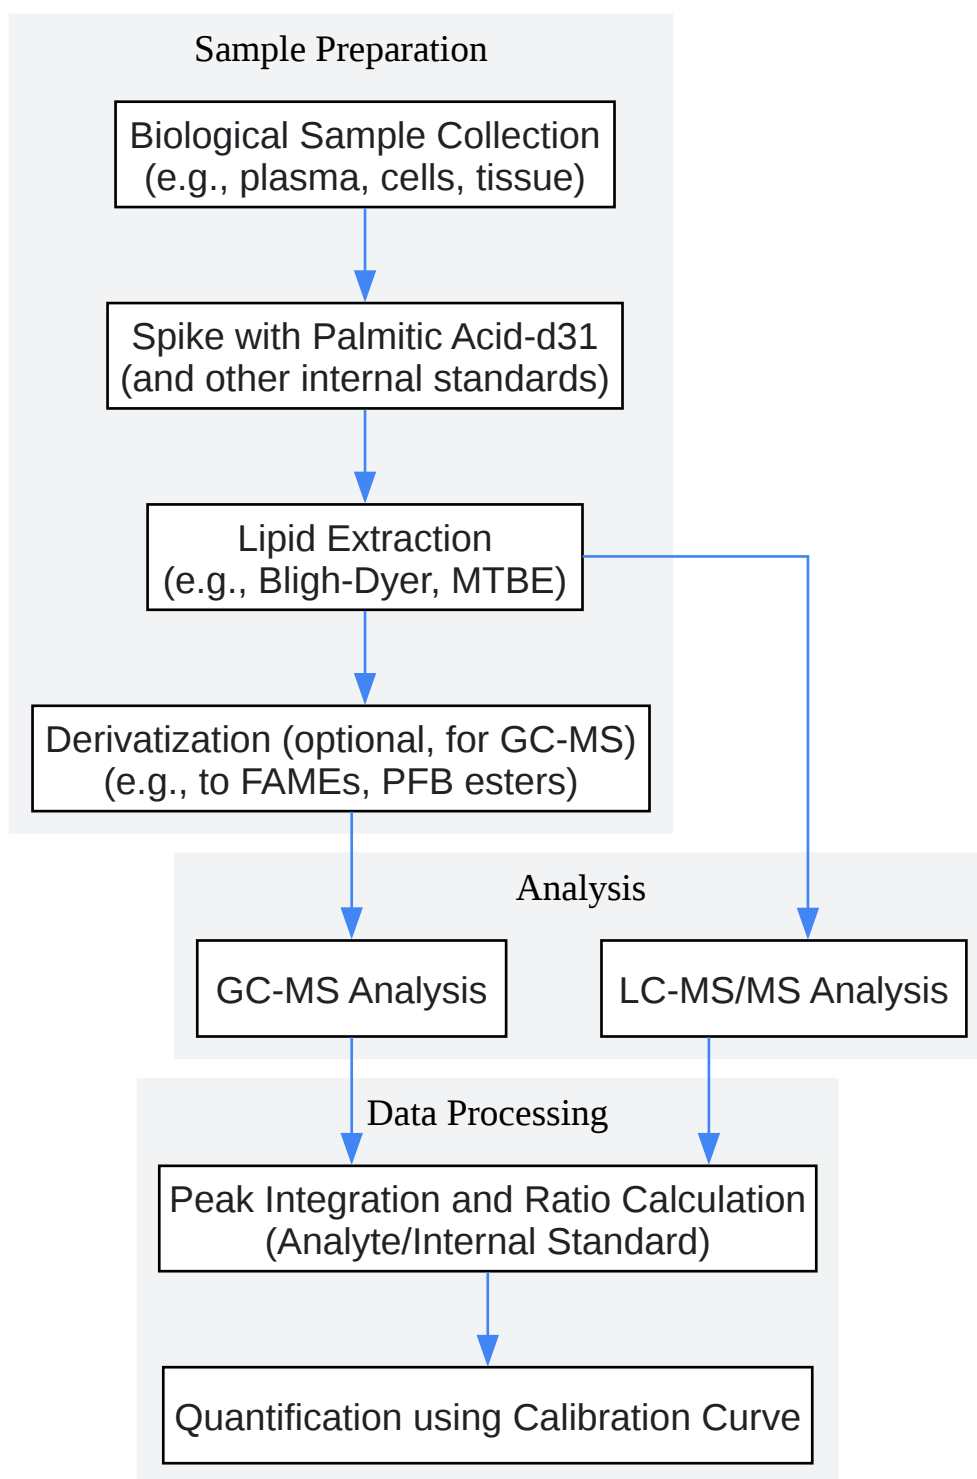 Sample Preparation
Biological Sample Collection
(e.g., plasma, cells, tissue)
Spike with Palmitic Acid-d31
(and other internal standards)
Lipid Extraction
(e.g., Bligh-Dyer, MTBE)
Derivatization (optional, for GC-MS)
(e.g., to FAMEs, PFB esters)
Analysis
GC-MS Analysis
LC-MS/MS Analysis
Data Processing
Peak Integration and Ratio Calculation
(Analyte/Internal Standard)
Quantification using Calibration Curve